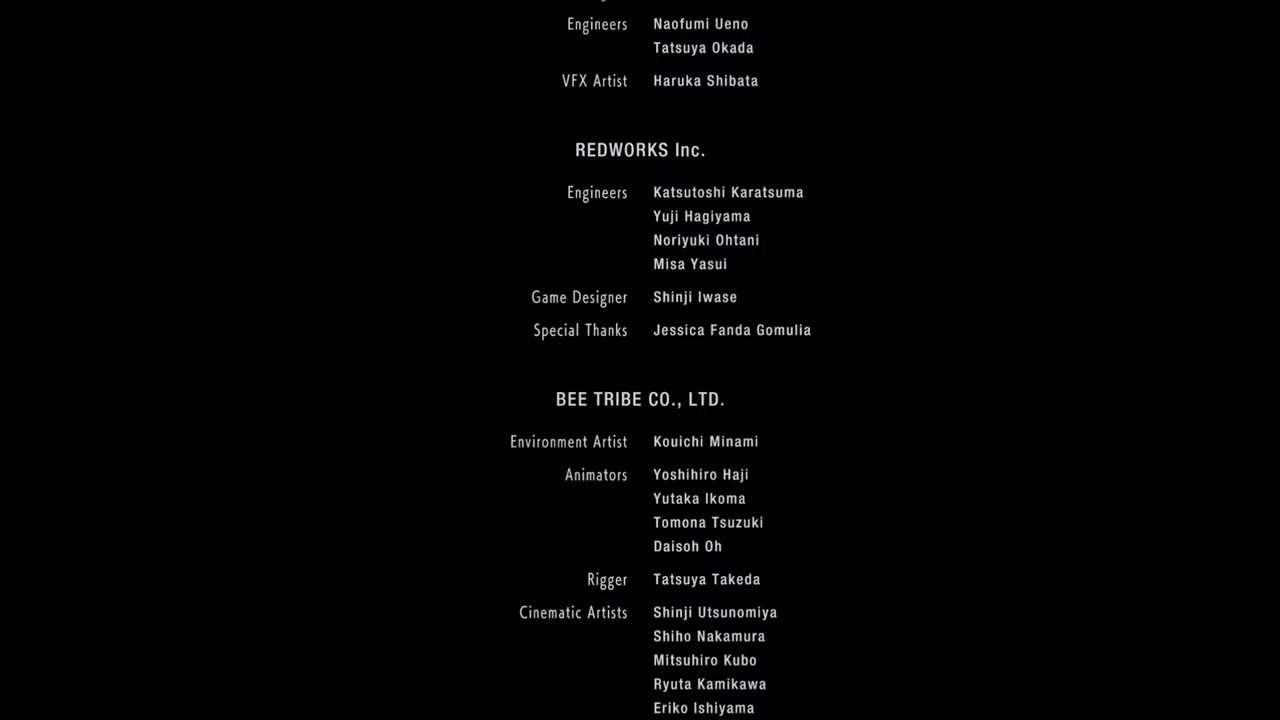 Engineers Naofumi Ueno
Tatsuya Okada
VFX Artist Haruka Shibata
REDWORKS Inc.
Engineers Katsutoshi Karatsuma
Yuji Hagiyama
Noriyuki Ohtani
Misa Yasui
Game Designer Shinji Iwase
Special Thanks Jessica Fanda Gomulia
BEE TRIBE CO., LTD.
Environment Artist Kouichi Minami
Animators Yoshihiro Haji
Yutaka Ikoma
Tomona Tsuzuki
Daisoh Oh
Rigger Tatsuya Takeda
Cinematic Artists Shinji Utsunomiya
Shiho Nakamura
Mitsuhiro Kubo
Ryuta Kamikawa
Eriko Ishiyama